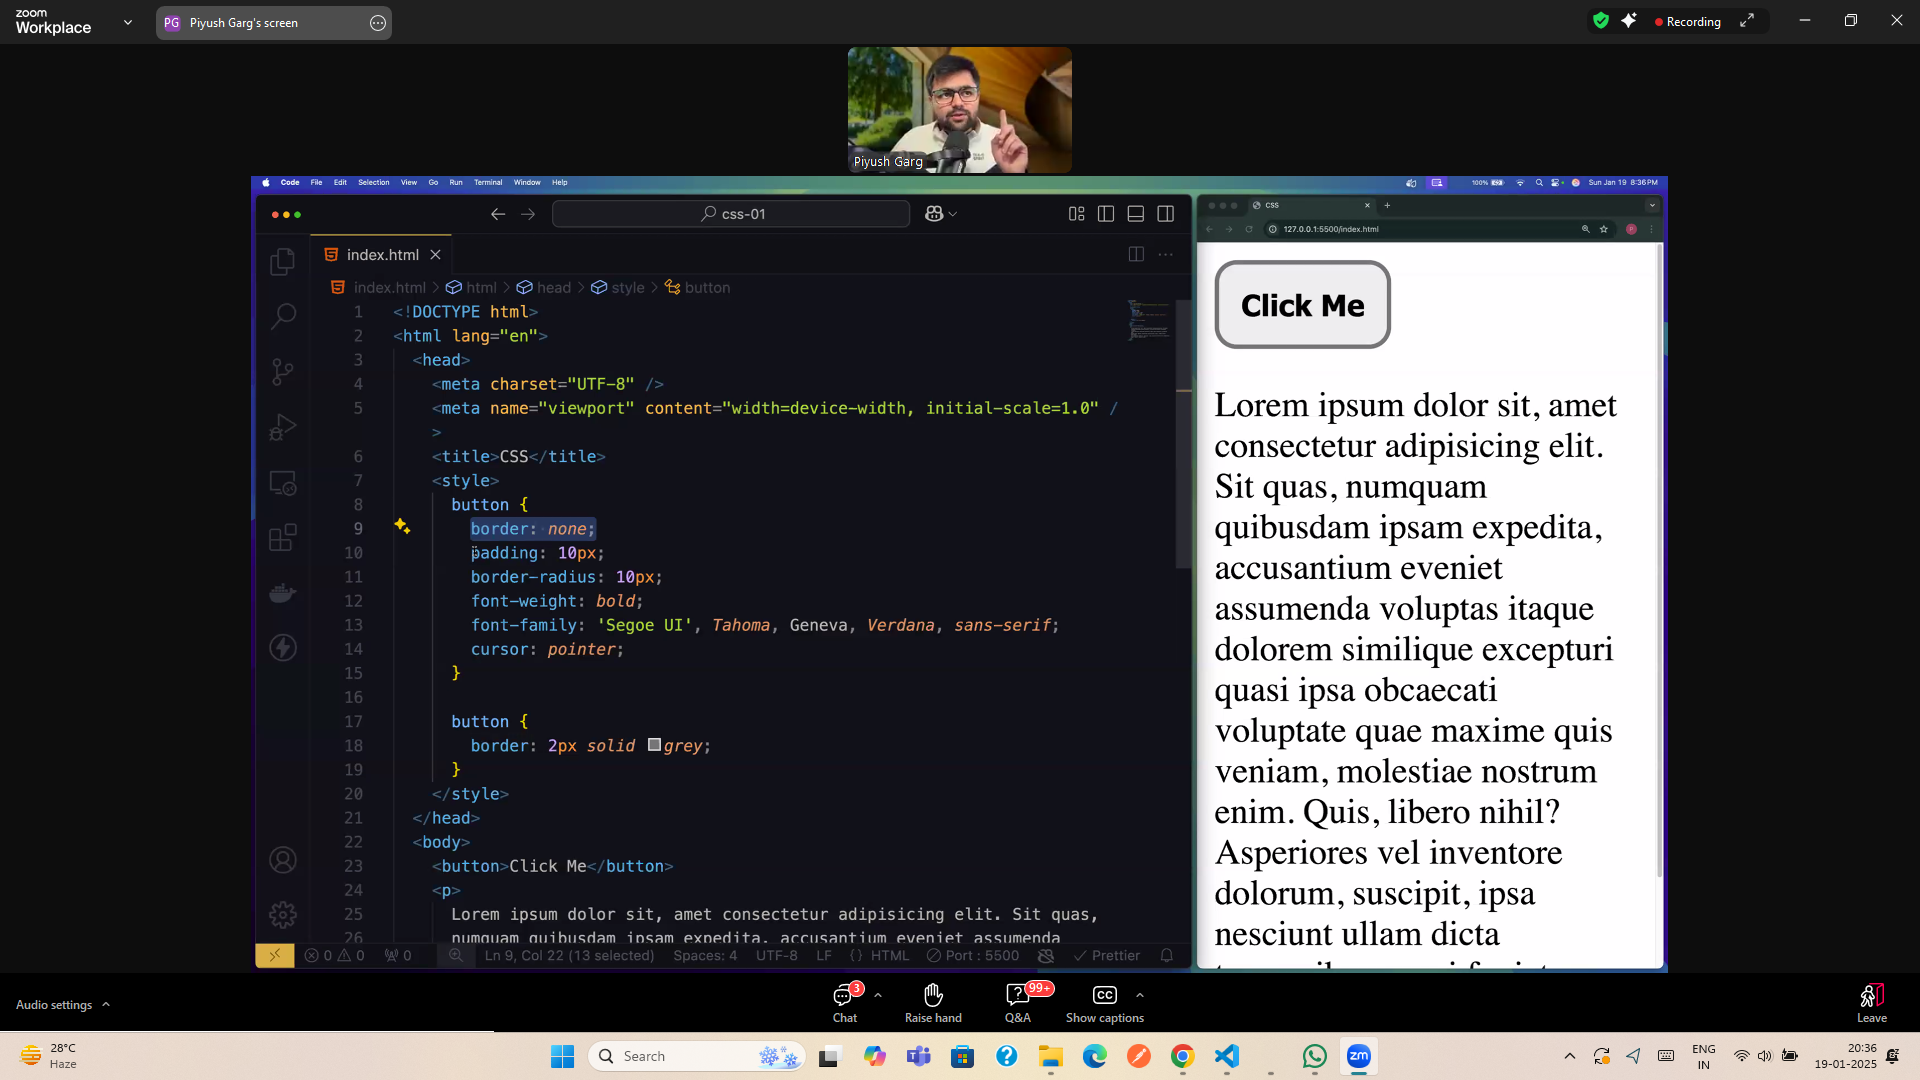 zoom
Workplace
PG Piyush Garg's screen
Recording
Piyush Garg
Code File Edit Selection View Go Run Terminal Window Help
100% Sun Jan 19 8:36 PM
css-01
index.html
index.html > html > head > style > button
1 <!DOCTYPE html>
2 <html lang="en">
3 <head>
4 <meta charset="UTF-8" />
5 <meta name="viewport" content="width=device-width, initial-scale=1.0" /
>
6 <title>CSS</title>
7 <style>
8 button {
9 border: none;
10 padding: 10px;
11 border-radius: 10px;
12 font-weight: bold;
13 font-family: 'Segoe UI', Tahoma, Geneva, Verdana, sans-serif;
14 cursor: pointer;
15 }
16
17 button {
18 border: 2px solid grey;
19 }
20 </style>
21 </head>
22 <body>
23 <button>Click Me</button>
24 <p>
25 Lorem ipsum dolor sit, amet consectetur adipisicing elit. Sit quas,
26 numquam quibusdam ipsam expedita, accusantium eveniet assumenda
0 0 0 Ln 9, Col 22 (13 selected) Spaces: 4 UTF-8 LF {} HTML Port : 5500 Prettier
CSS
127.0.0.1:5500/index.html
Click Me
Lorem ipsum dolor sit, amet
consectetur adipisicing elit.
Sit quas, numquam
quibusdam ipsam expedita,
accusantium eveniet
assumenda voluptas itaque
dolorem similique excepturi
quasi ipsa obcaecati
voluptate quae maxime quis
veniam, molestiae nostrum
enim. Quis, libero nihil?
Asperiores vel inventore
dolorum, suscipit, ipsa
nesciunt ullam dicta
Audio settings
3
Chat
Raise hand
99+
Q&A
CC
Show captions
Leave
28°C
Haze
Search
zm
ENG
IN
20:36
19-01-2025